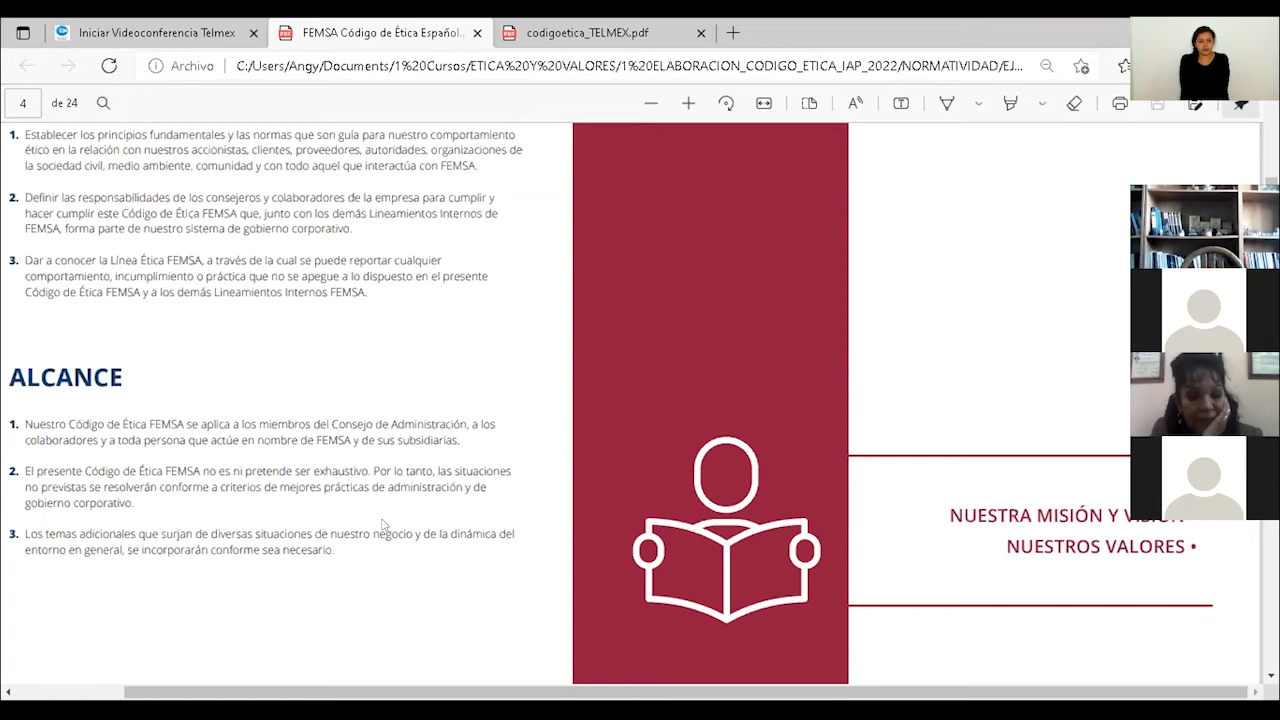 Iniciar Videoconferencia Telmex
FEMSA Código de Ética Español.
codigoetica_TELMEX.pdf
Archivo
C:/Users/Angy/Documents/1%20Cursos/ETICA%20Y%20VALORES/1%20ELABORACION_CODIGO_ETICA_IAP_2022/NORMATIVIDAD/EJ...
4 de 24
1. Establecer los principios fundamentales y las normas que son guía para nuestro comportamiento
ético en la relación con nuestros accionistas, clientes, proveedores, autoridades, organizaciones de
la sociedad civil, medio ambiente, comunidad y con todo aquel que interactúa con FEMSA.
2. Definir las responsabilidades de los consejeros y colaboradores de la empresa para cumplir y
hacer cumplir este Código de Ética FEMSA que, junto con los demás Lineamientos Internos de
FEMSA, forma parte de nuestro sistema de gobierno corporativo.
3. Dar a conocer la Línea Ética FEMSA, a través de la cual se puede reportar cualquier
comportamiento, incumplimiento o práctica que no se apegue a lo dispuesto en el presente
Código de Ética FEMSA y a los demás Lineamientos Internos FEMSA.
ALCANCE
1. Nuestro Código de Ética FEMSA se aplica a los miembros del Consejo de Administración, a los
colaboradores y a toda persona que actúe en nombre de FEMSA y de sus subsidiarias.
2. El presente Código de Ética FEMSA no es ni pretende ser exhaustivo. Por lo tanto, las situaciones
no previstas se resolverán conforme a criterios de mejores prácticas de administración y de
gobierno corporativo.
3. Los temas adicionales que surjan de diversas situaciones de nuestro negocio y de la dinámica del
entorno en general, se incorporarán conforme sea necesario.
NUESTRA MISIÓN Y VISIÓN
NUESTROS VALORES •